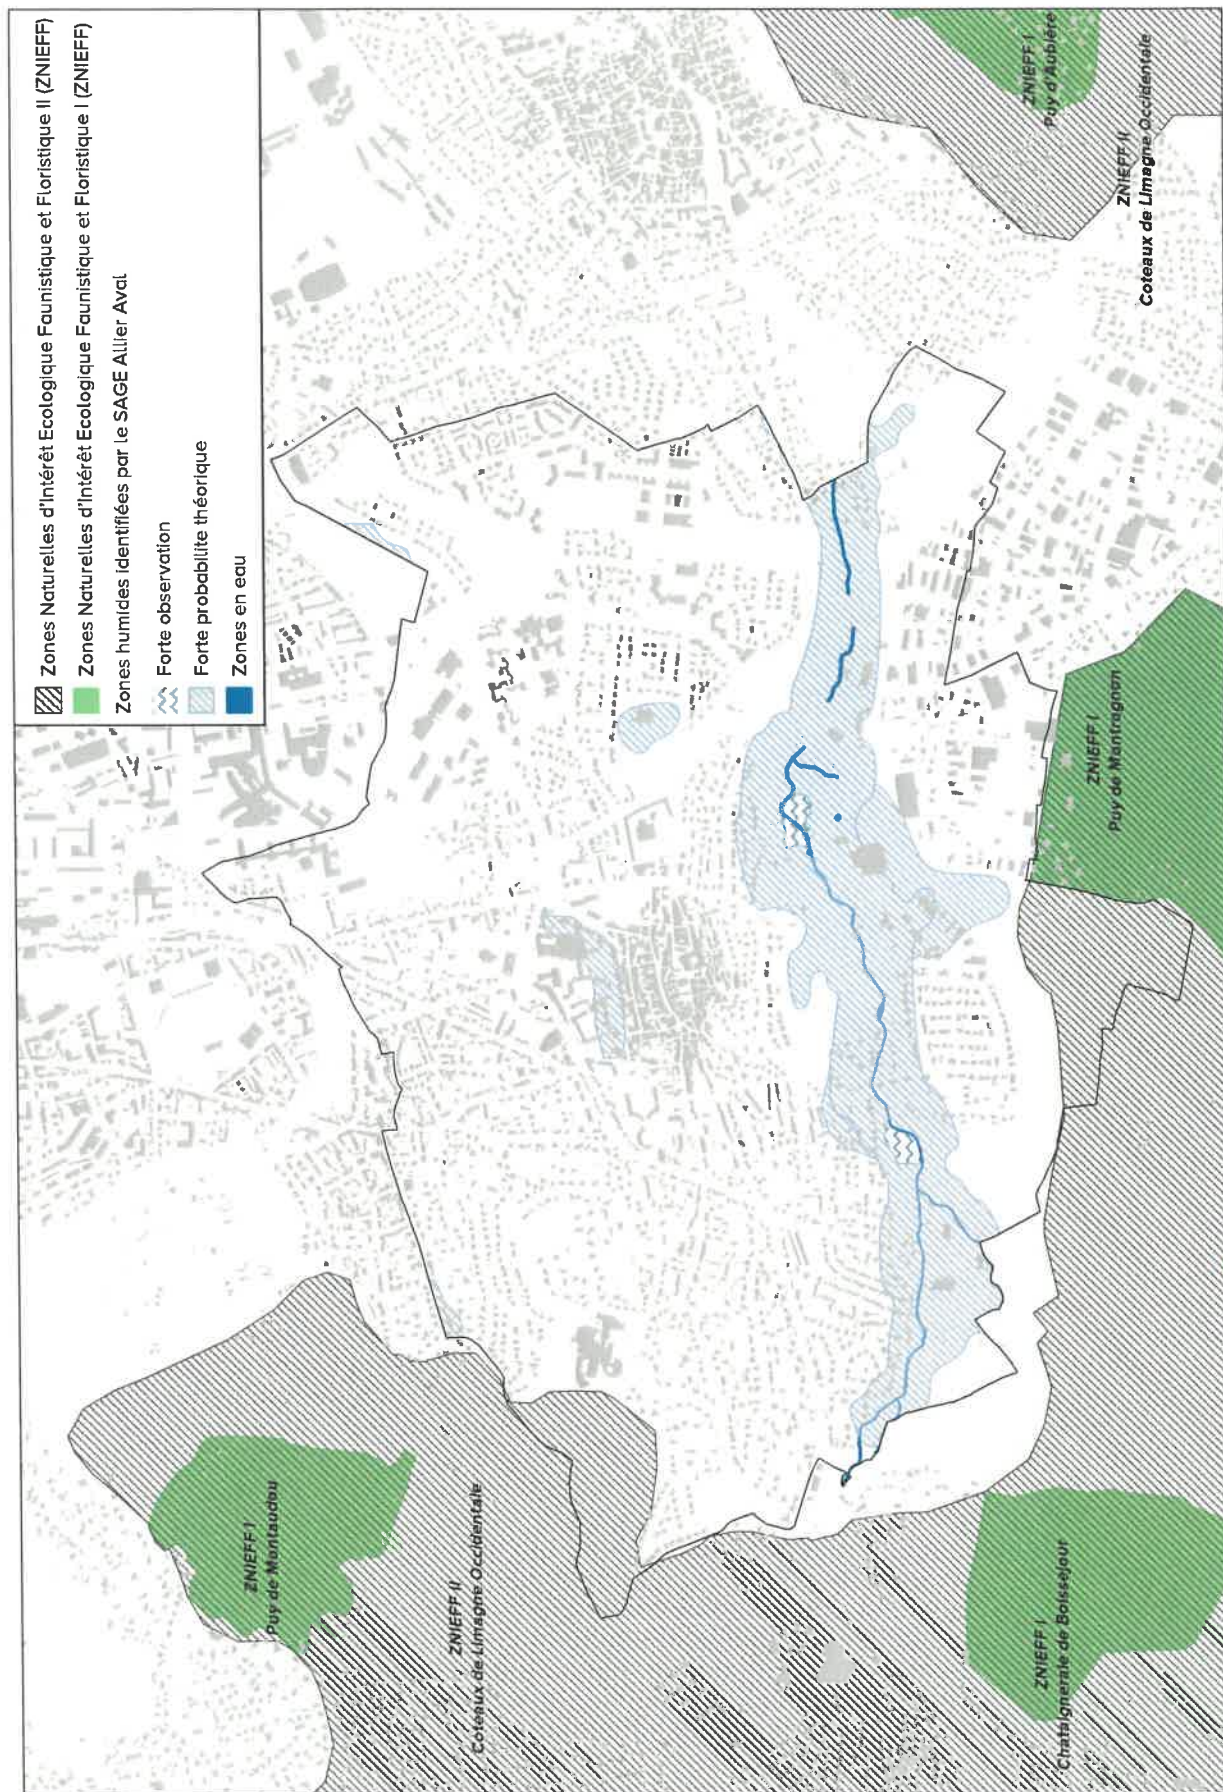 Zones Naturelles d'Intérêt Ecologique Faunistique et Floristique II (ZNIEFF)
Zones Naturelles d'Intérêt Ecologique Faunistique et Floristique I (ZNIEFF)
Zones humides identifiées par le SAGE Allier Aval
Forte observation
Forte probabilite théorique
Zones en eau
ZNIEFF I
Puy de Montaudou
ZNIEFF II
Coteaux de Limagne Occidentale
ZNIEFF I
Chataigneraie de Boisséjour
ZNIEFF I
Puy de Montrognon
ZNIEFF I
Puy d'Aubière
ZNIEFF II
Coteaux de Limagne Occidentale